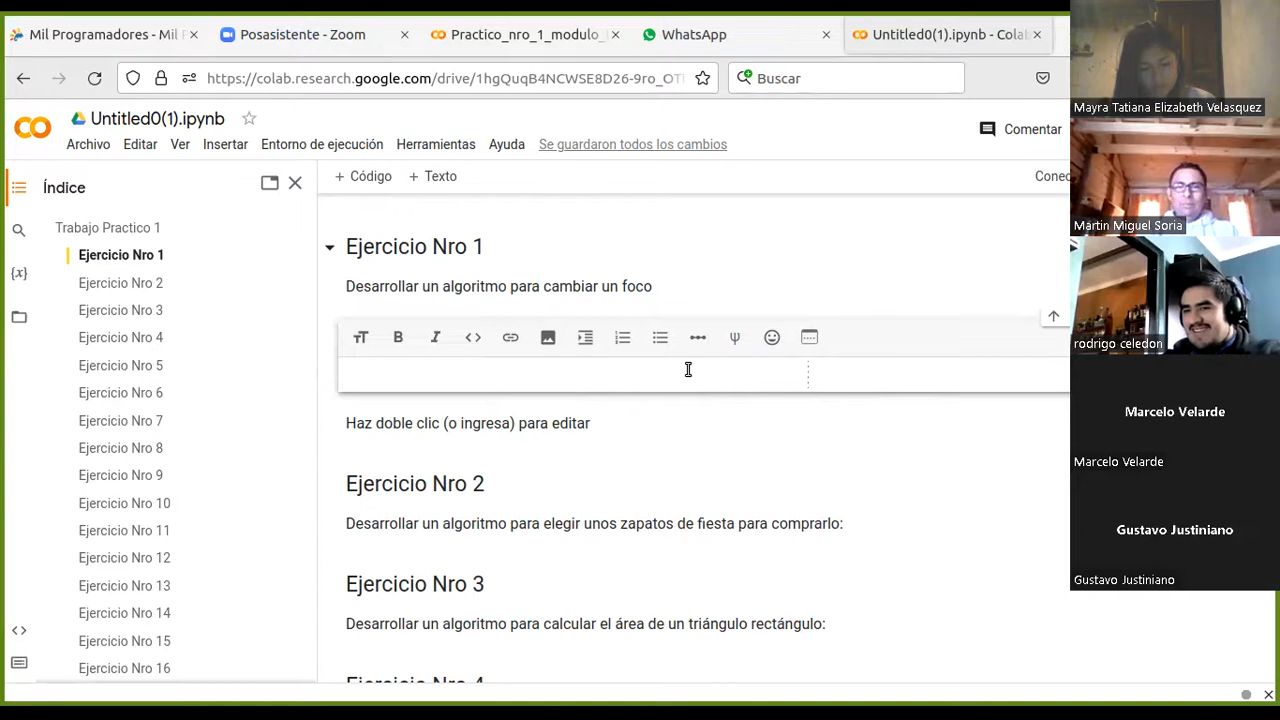 Mil Programadores - Mil P
Posasistente - Zoom
Practico_nro_1_modulo_
WhatsApp
Untitled0(1).ipynb - Cola
https://colab.research.google.com/drive/1hgQuqB4NCWSE8D26-9ro_OT
Buscar
Untitled0(1).ipynb
Archivo Editar Ver Insertar Entorno de ejecución Herramientas Ayuda Se guardaron todos los cambios
Comentar
Índice
+ Código + Texto
Conec
Trabajo Practico 1
Ejercicio Nro 1
Ejercicio Nro 2
Ejercicio Nro 3
Ejercicio Nro 4
Ejercicio Nro 5
Ejercicio Nro 6
Ejercicio Nro 7
Ejercicio Nro 8
Ejercicio Nro 9
Ejercicio Nro 10
Ejercicio Nro 11
Ejercicio Nro 12
Ejercicio Nro 13
Ejercicio Nro 14
Ejercicio Nro 15
Ejercicio Nro 16
Ejercicio Nro 1
Desarrollar un algoritmo para cambiar un foco
Haz doble clic (o ingresa) para editar
Ejercicio Nro 2
Desarrollar un algoritmo para elegir unos zapatos de fiesta para comprarlo:
Ejercicio Nro 3
Desarrollar un algoritmo para calcular el área de un triángulo rectángulo:
Ejercicio Nro 4
Mayra Tatiana Elizabeth Velasquez
Martin Miguel Soria
rodrigo celedon
Marcelo Velarde
Marcelo Velarde
Gustavo Justiniano
Gustavo Justiniano